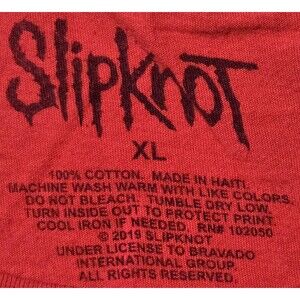 SlipKnoT
XL
100% COTTON. MADE IN HAITI.
MACHINE WASH WARM WITH LIKE COLORS.
DO NOT BLEACH. TUMBLE DRY LOW.
TURN INSIDE OUT TO PROTECT PRINT.
COOL IRON IF NEEDED. RN# 102050
© 2019 SLIPKNOT
UNDER LICENSE TO BRAVADO
INTERNATIONAL GROUP
ALL RIGHTS RESERVED.